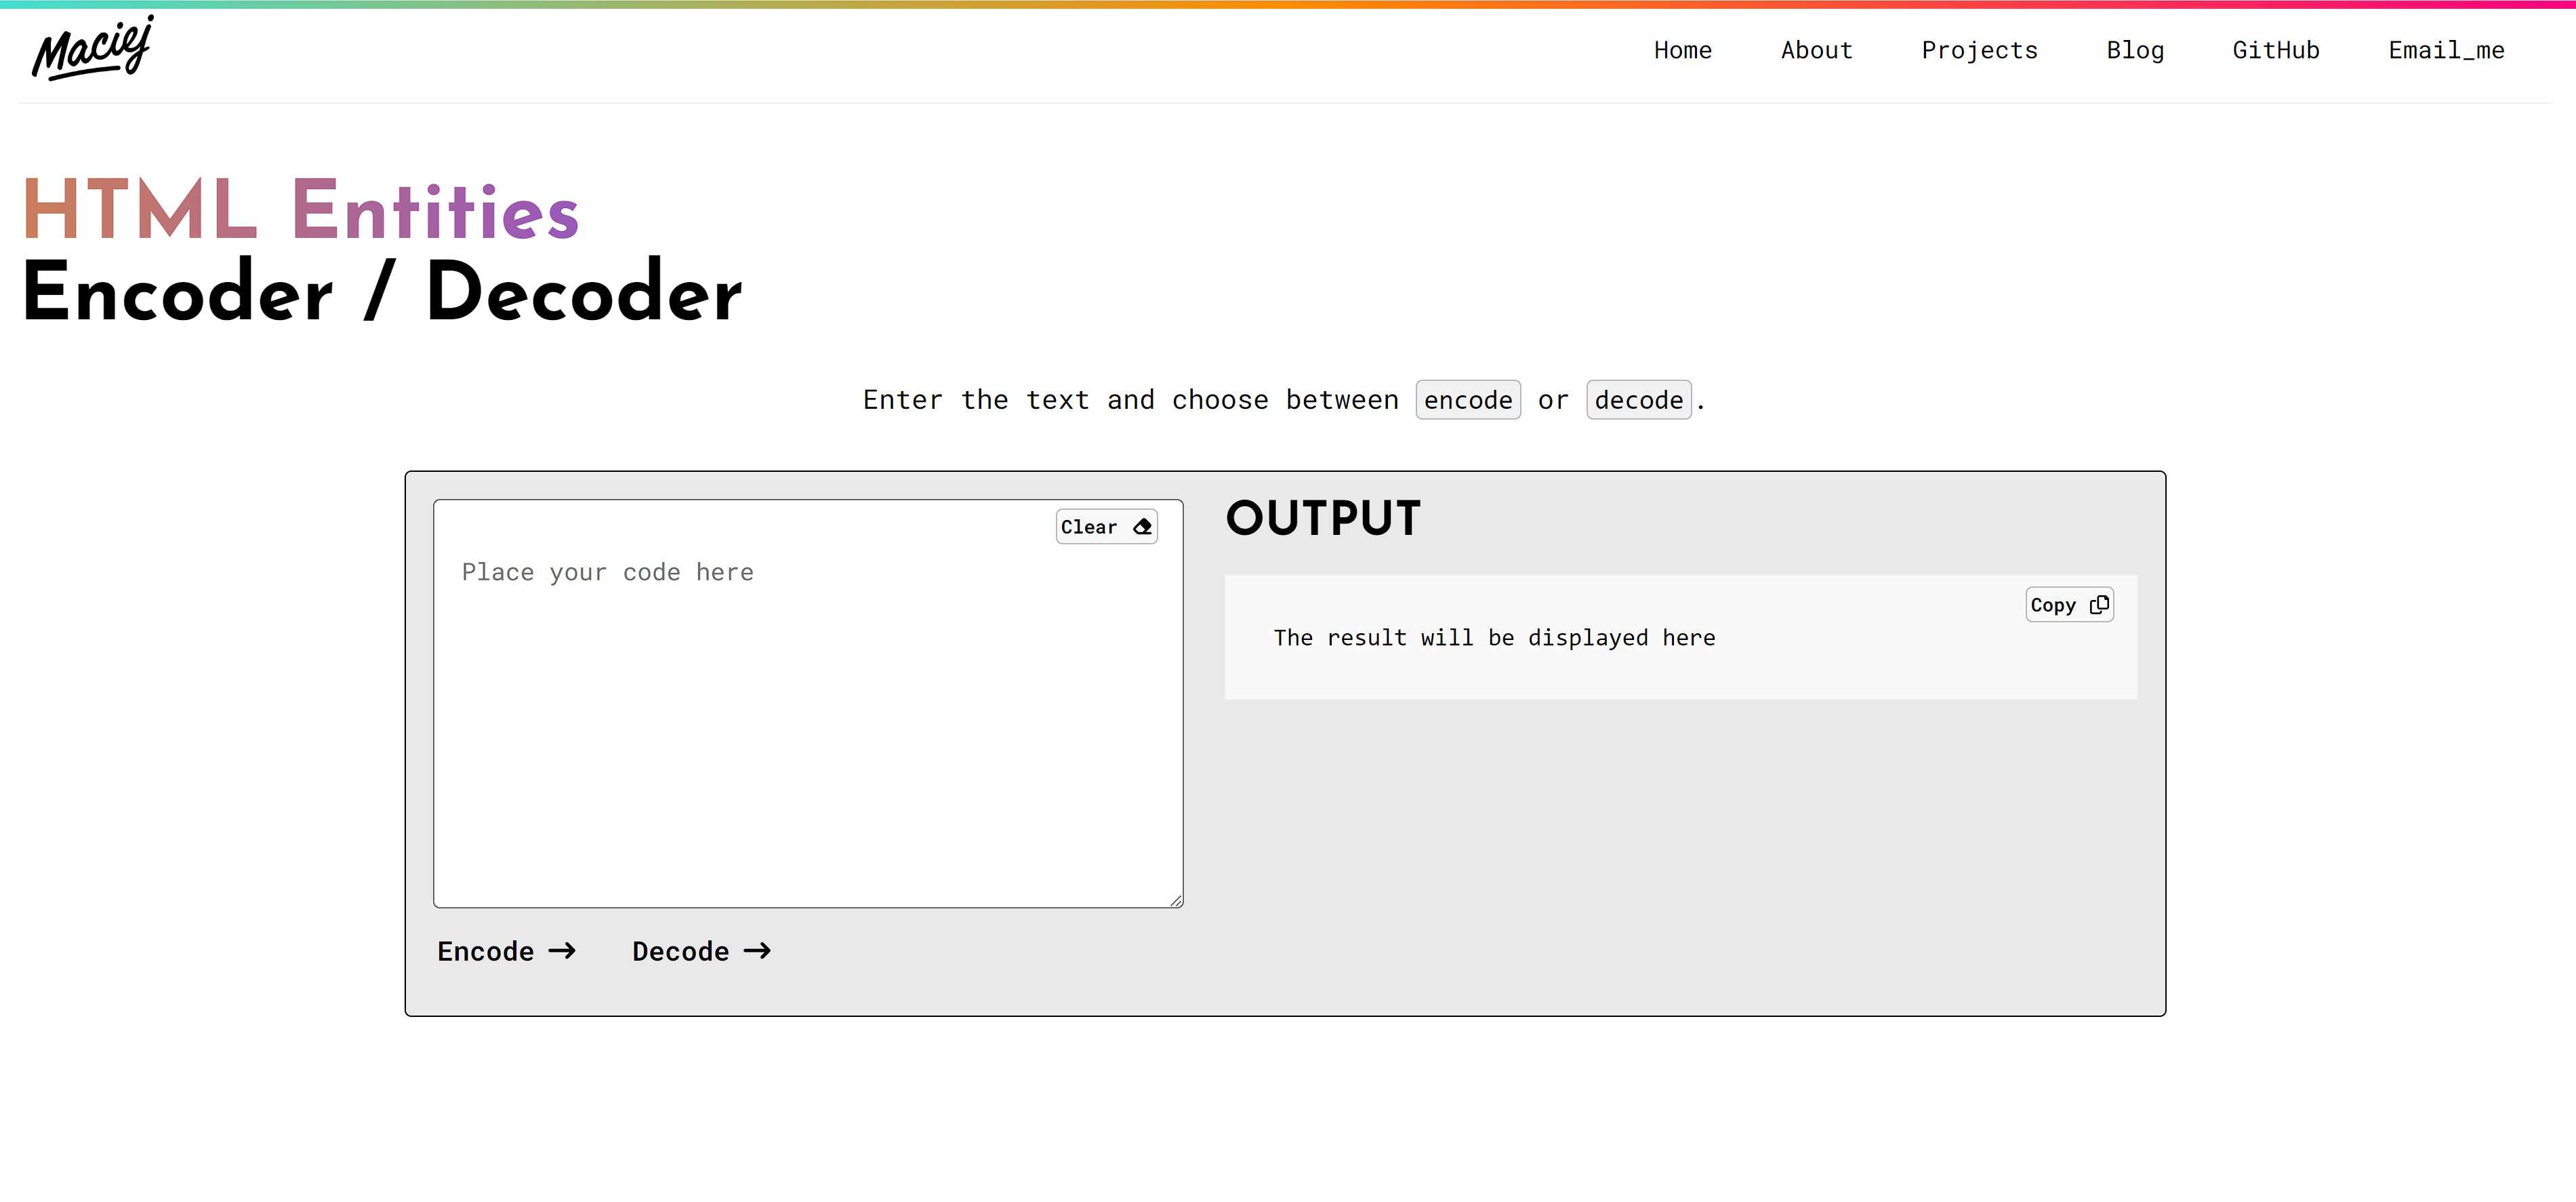 Maciej
Home About Projects Blog GitHub Email_me
HTML Entities
Encoder / Decoder
Enter the text and choose between encode or decode.
Clear
Place your code here
Encode → Decode →
OUTPUT
Copy
The result will be displayed here